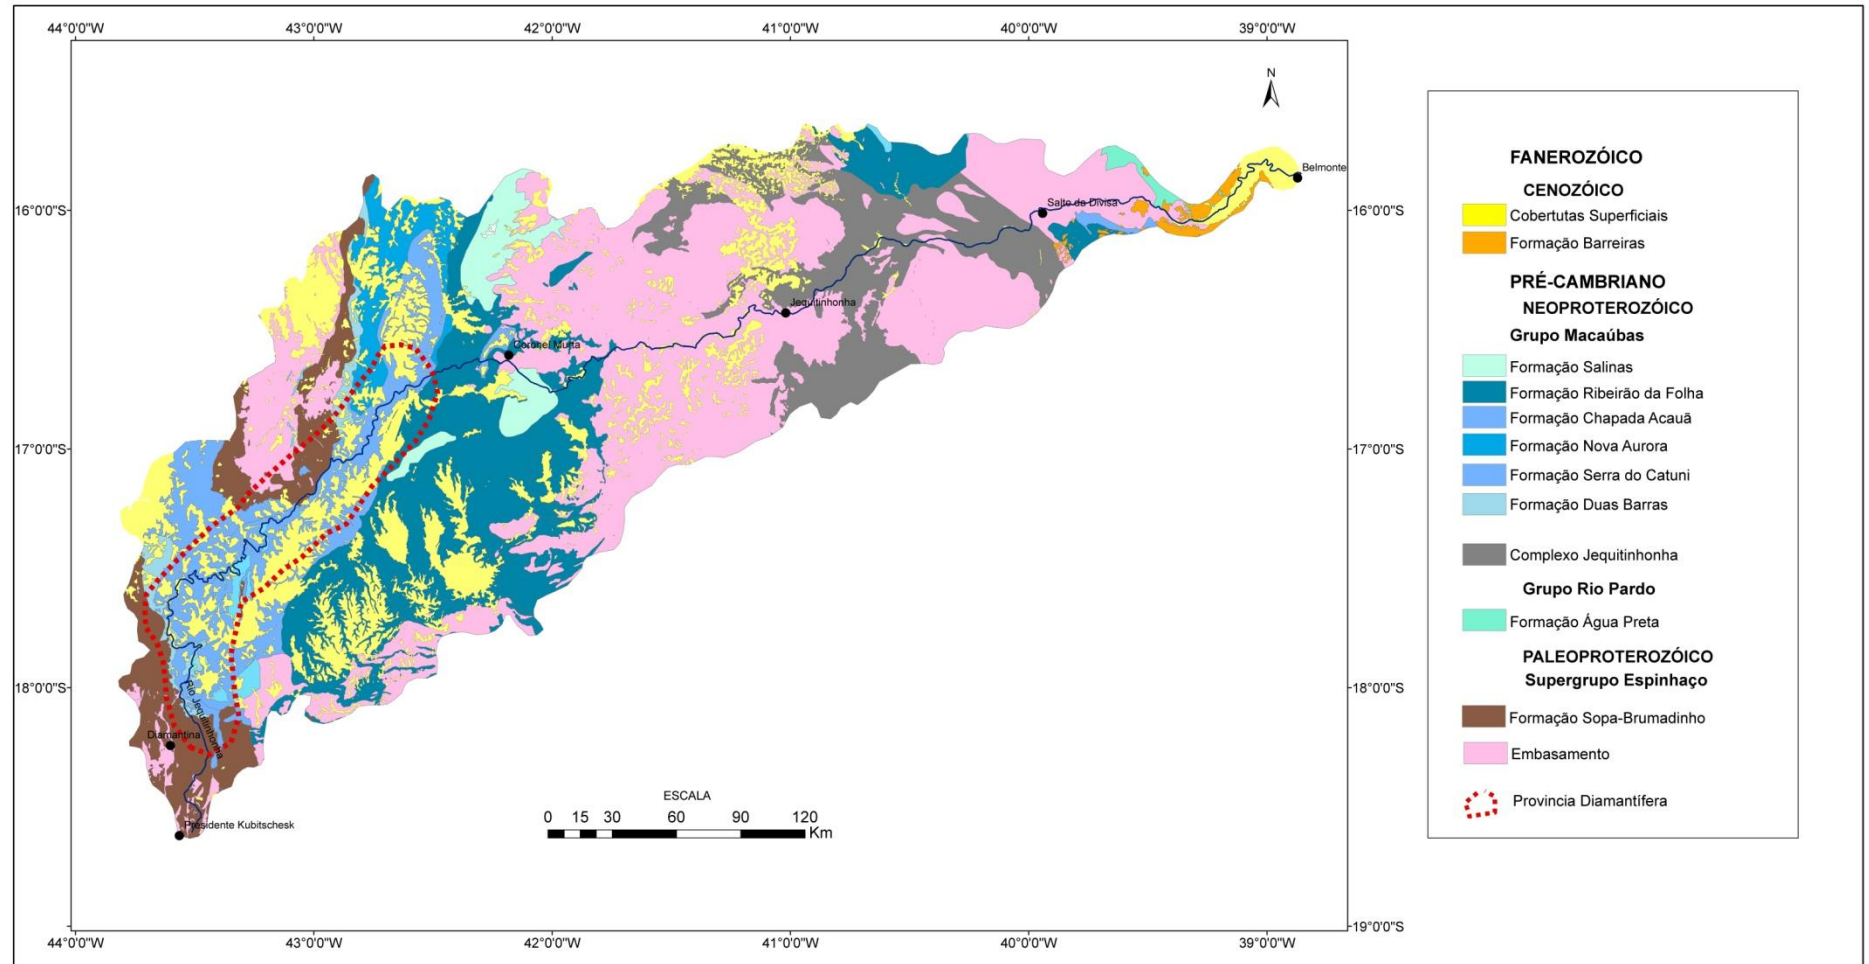 44°0'0"W 43°0'0"W 42°0'0"W 41°0'0"W 40°0'0"W 39°0'0"W
N
Belmonte
16°0'0"S
Salto da Divisa
16°0'0"S
Jequitinhonha
Coronel Murta
17°0'0"S
17°0'0"S
18°0'0"S
18°0'0"S
Rio Jequitinhonha
Diamantina
Presidente Kubitschesk
ESCALA
0 15 30 60 90 120
Km
19°0'0"S
44°0'0"W 43°0'0"W 42°0'0"W 41°0'0"W 40°0'0"W 39°0'0"W
FANEROZÓICO
CENOZÓICO
Cobertutas Superficiais
Formação Barreiras
PRÉ-CAMBRIANO
NEOPROTEROZÓICO
Grupo Macaúbas
Formação Salinas
Formação Ribeirão da Folha
Formação Chapada Acauã
Formação Nova Aurora
Formação Serra do Catuni
Formação Duas Barras
Complexo Jequitinhonha
Grupo Rio Pardo
Formação Água Preta
PALEOPROTEROZÓICO
Supergrupo Espinhaço
Formação Sopa-Brumadinho
Embasamento
Provincia Diamantífera